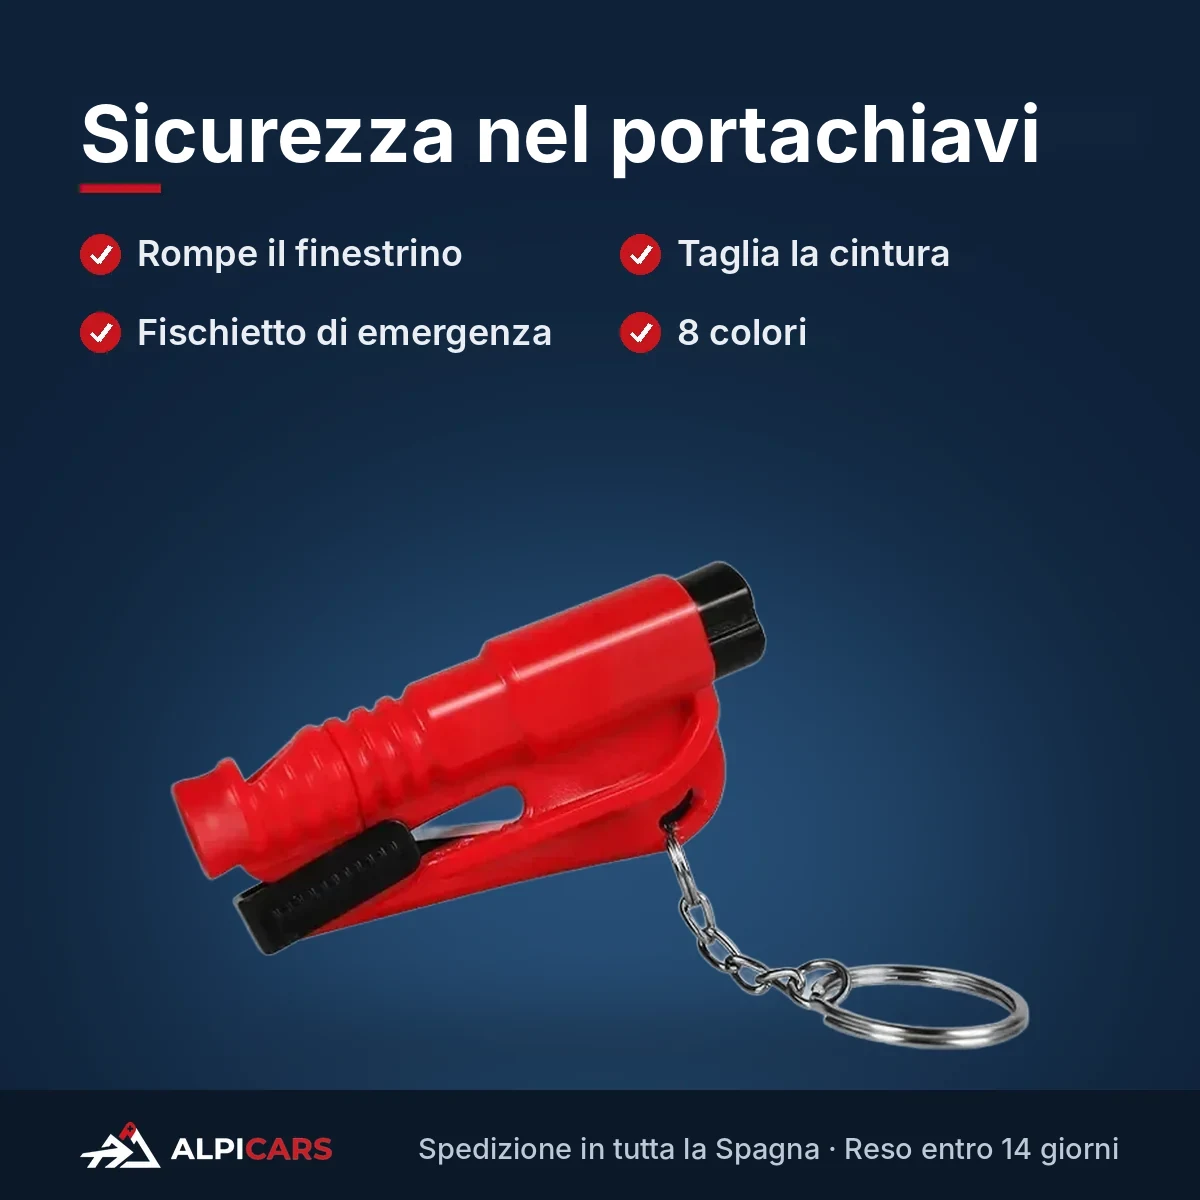 Sicurezza nel portachiavi
Rompe il finestrino
Taglia la cintura
Fischietto di emergenza
8 colori
ALPICARS
Spedizione in tutta la Spagna · Reso entro 14 giorni